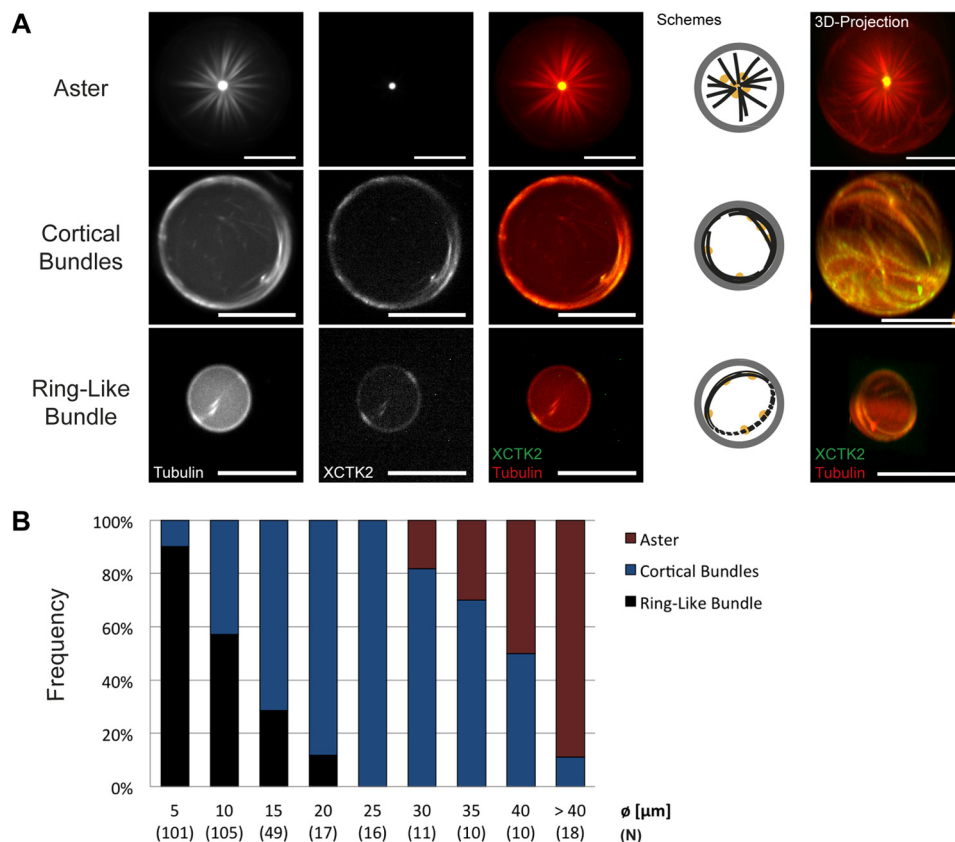 A
Schemes
3D-Projection
Aster
Cortical
Bundles
Ring-Like
Bundle
Tubulin
XCTK2
XCTK2
Tubulin
XCTK2
Tubulin
B
Frequency
100%
80%
60%
40%
20%
0%
Aster
Cortical Bundles
Ring-Like Bundle
5 10 15 20 25 30 35 40 > 40 ø [µm]
(101) (105) (49) (17) (16) (11) (10) (10) (18) (N)